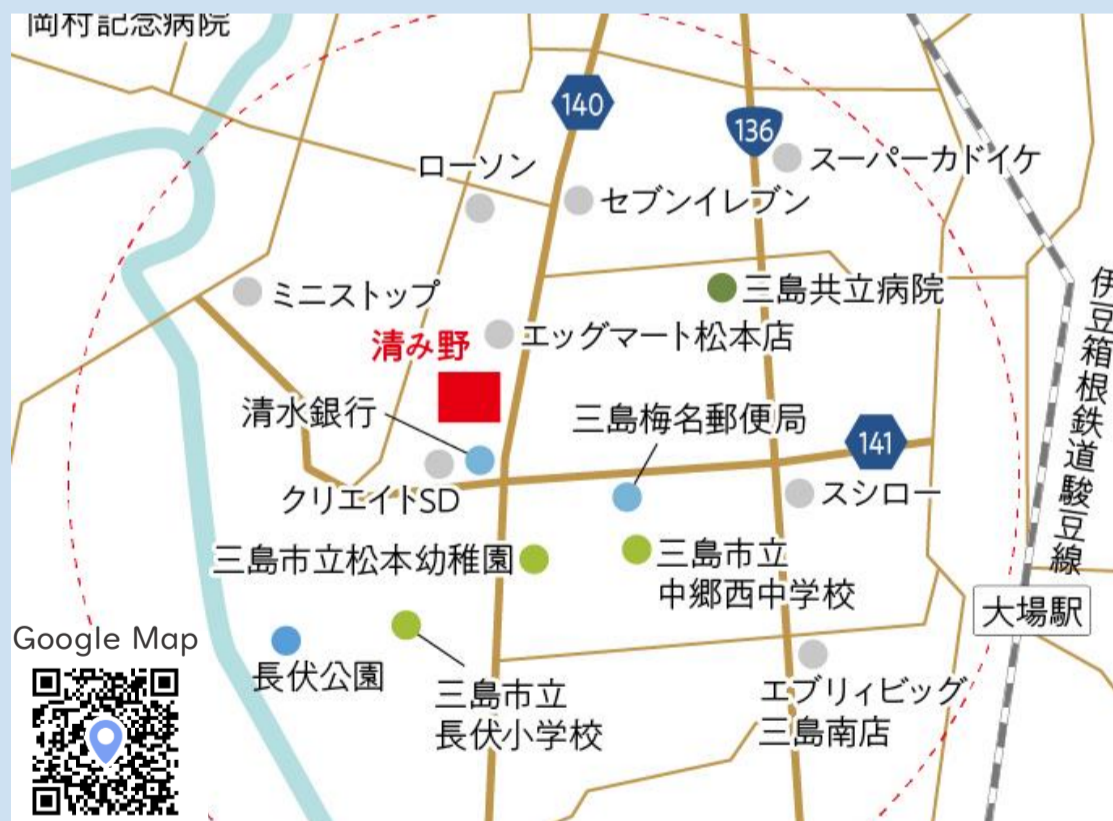 岡村記念病院
140
136
ローソン
スーパーカドイケ
セブンイレブン
ミニストップ
三島共立病院
清み野
エッグマート松本店
伊豆箱根鉄道駿豆線
清水銀行
三島梅名郵便局
141
クリエイトSD
スシロー
三島市立松本幼稚園
三島市立
中郷西中学校
大場駅
Google Map
長伏公園
三島市立
長伏小学校
エブリィビッグ
三島南店